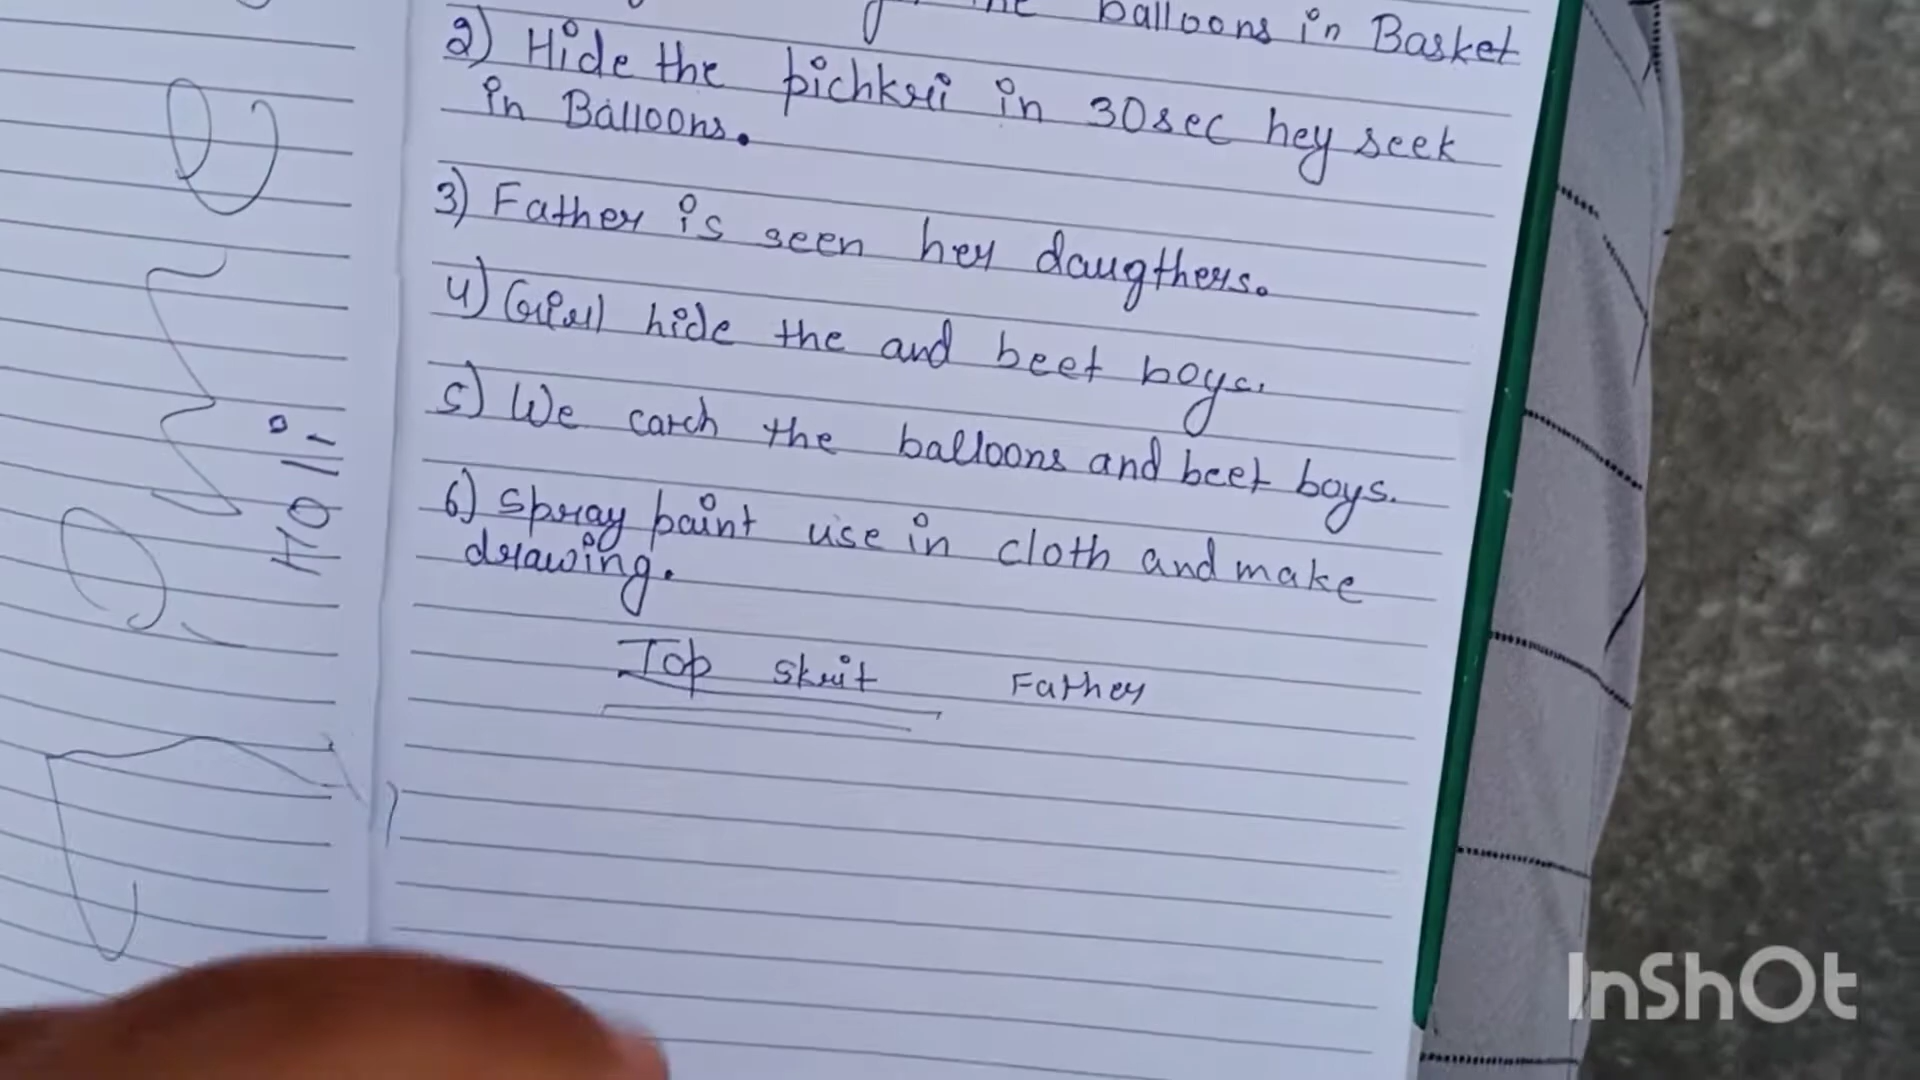 balloons in Basket
2) Hide the pichkri in 30sec her seek
in Balloons.
3) Father is seen her daugthers.
4) Girl hide the and beet boys.
5) We carch the balloons and beet boys.
6) Spray paint use in cloth and make
drawing.
Top Skrit Father
Holi
InShOt